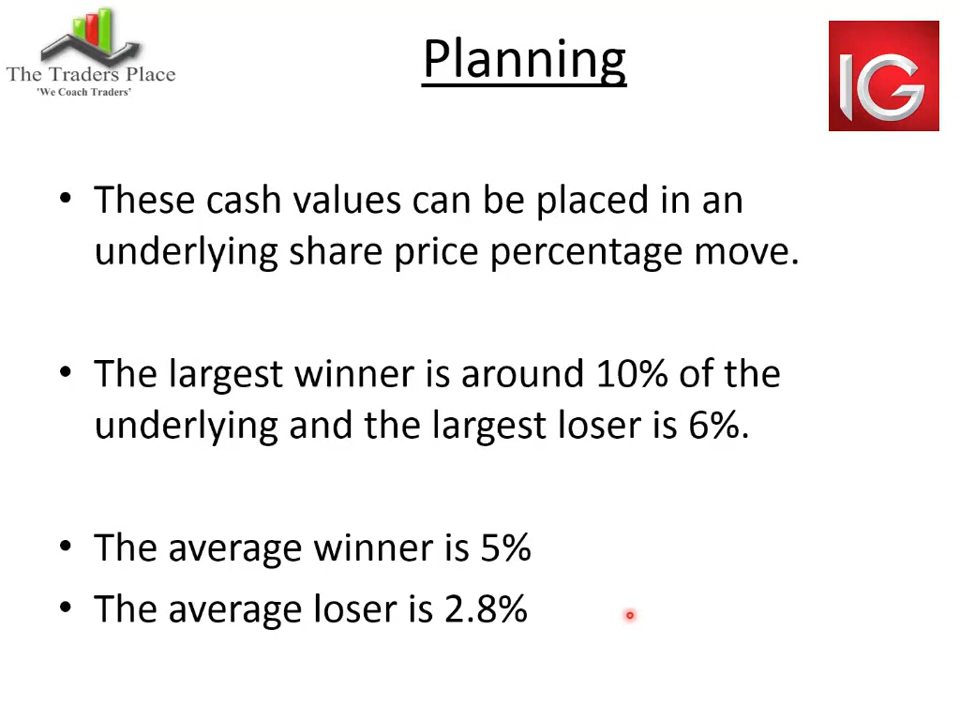 The Traders Place
'We Coach Traders'
Planning
IG
• These cash values can be placed in an
underlying share price percentage move.
• The largest winner is around 10% of the
underlying and the largest loser is 6%.
• The average winner is 5%
• The average loser is 2.8%